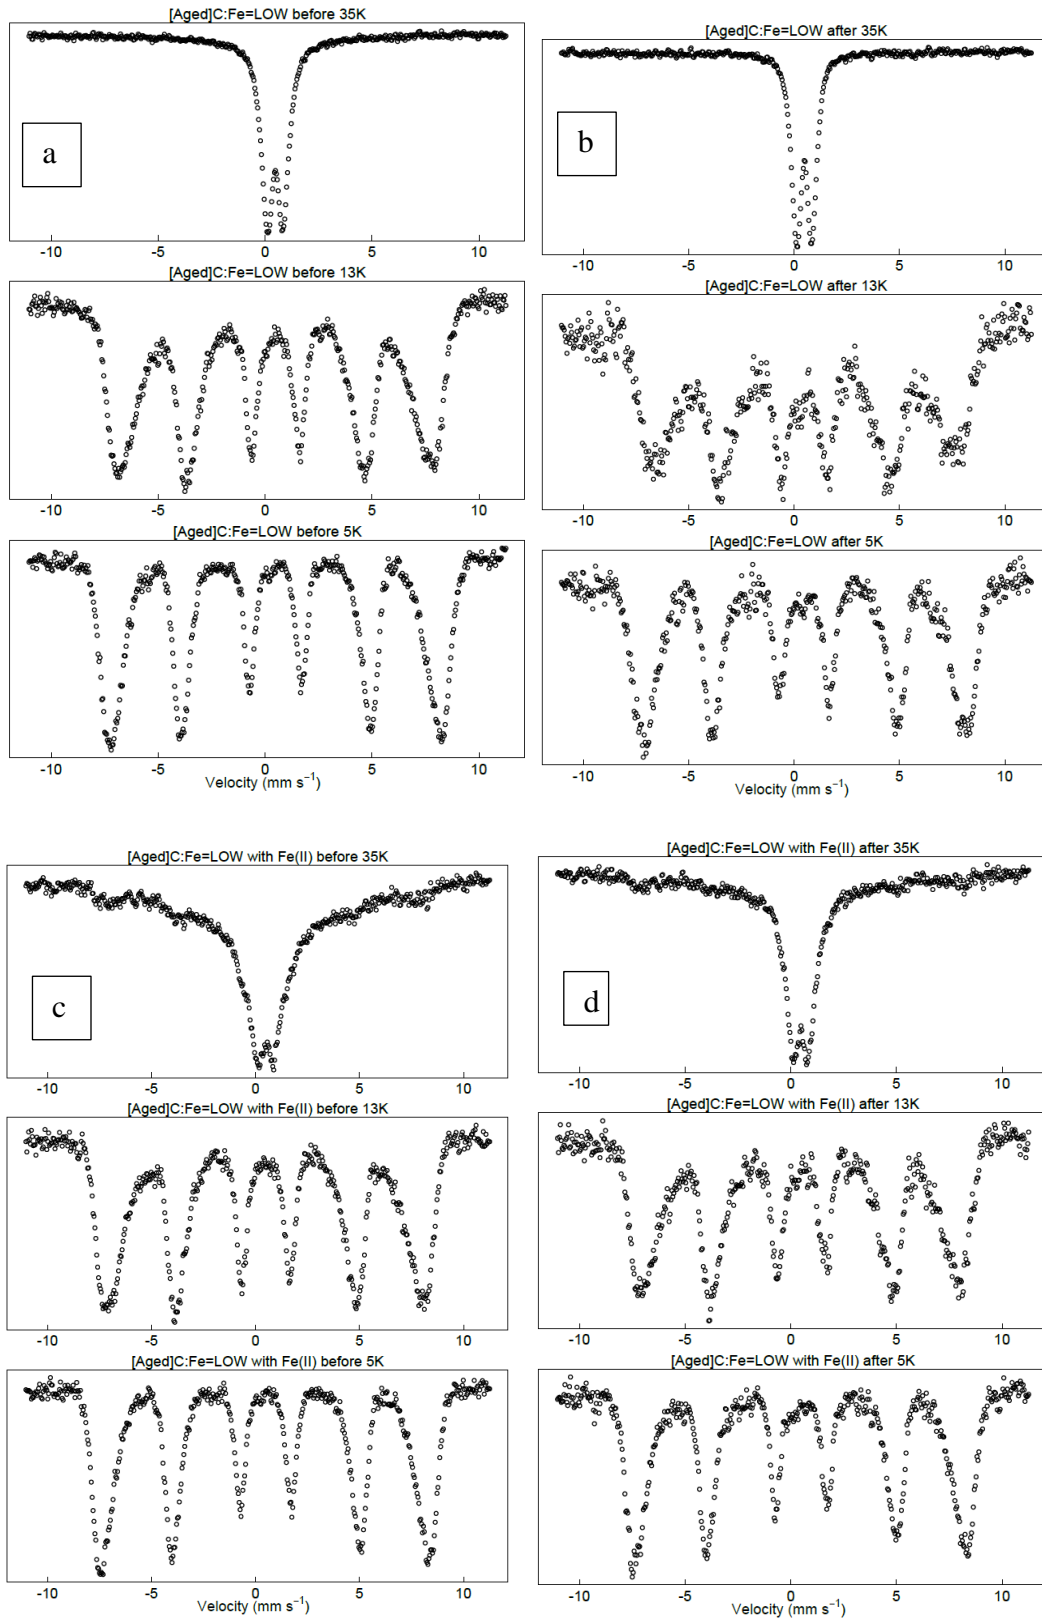 [Aged]C:Fe=LOW before 35K
a
-10 -5 0 5 10
[Aged]C:Fe=LOW before 13K
-10 -5 0 5 10
[Aged]C:Fe=LOW before 5K
-10 -5 0 5 10
Velocity (mm s⁻¹)
[Aged]C:Fe=LOW after 35K
b
-10 -5 0 5 10
[Aged]C:Fe=LOW after 13K
-10 -5 0 5 10
[Aged]C:Fe=LOW after 5K
-10 -5 0 5 10
Velocity (mm s⁻¹)
[Aged]C:Fe=LOW with Fe(II) before 35K
c
-10 -5 0 5 10
[Aged]C:Fe=LOW with Fe(II) before 13K
-10 -5 0 5 10
[Aged]C:Fe=LOW with Fe(II) before 5K
-10 -5 0 5 10
Velocity (mm s⁻¹)
[Aged]C:Fe=LOW with Fe(II) after 35K
d
-10 -5 0 5 10
[Aged]C:Fe=LOW with Fe(II) after 13K
-10 -5 0 5 10
[Aged]C:Fe=LOW with Fe(II) after 5K
-10 -5 0 5 10
Velocity (mm s⁻¹)